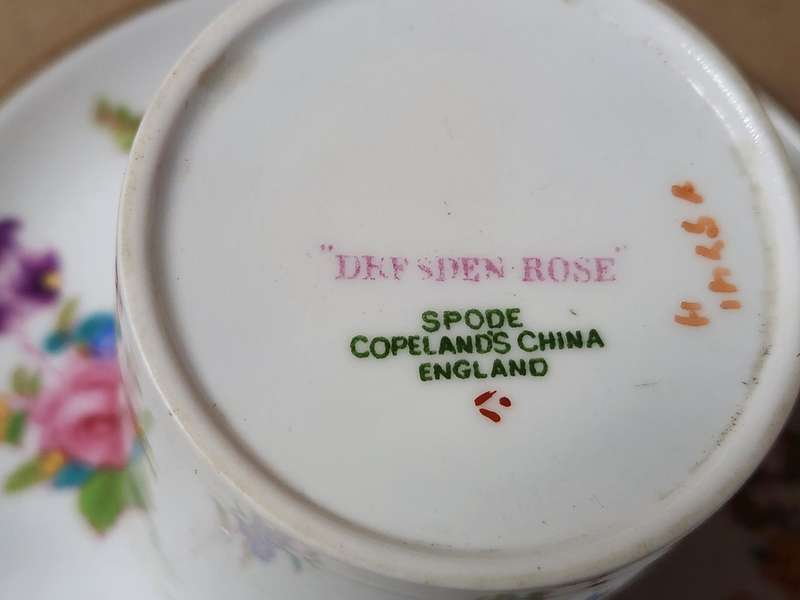 "DRESDEN ROSE"
SPODE
COPELAND'S CHINA
ENGLAND